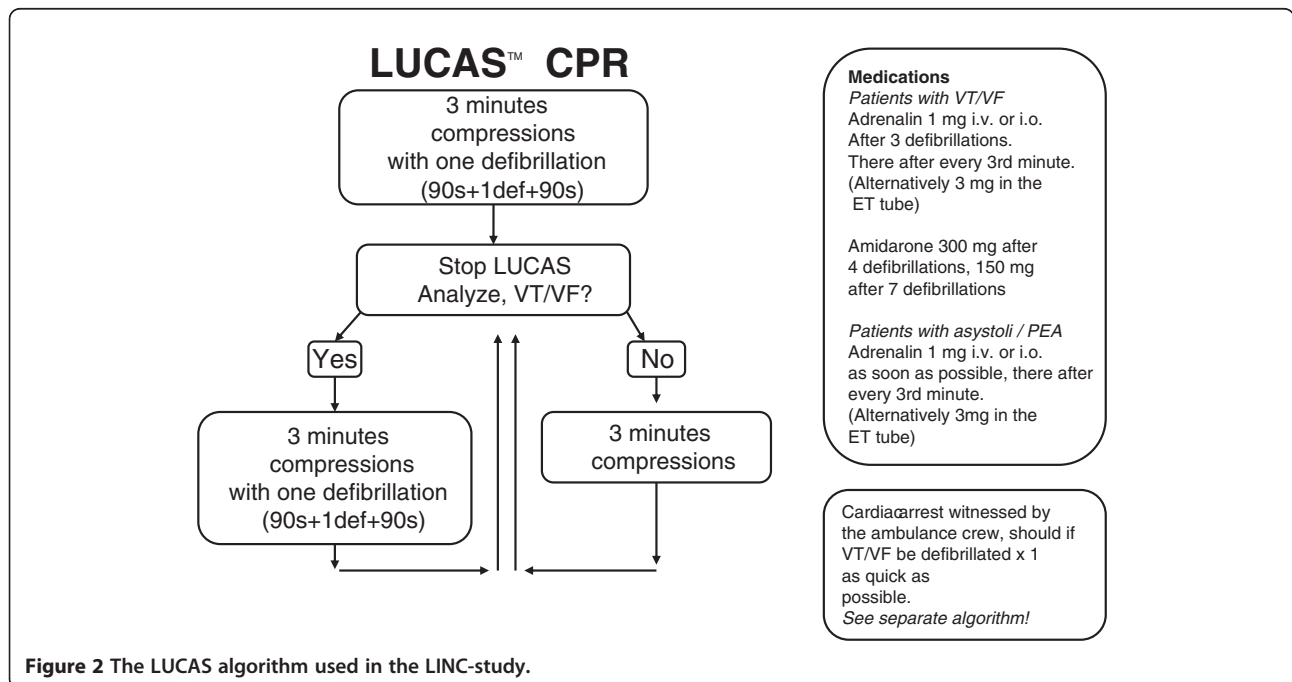 LUCAS™ CPR
3 minutes
compressions
with one defibrillation
(90s+1def+90s)
Stop LUCAS
Analyze, VT/VF?
Yes
No
3 minutes
compressions
with one defibrillation
(90s+1def+90s)
3 minutes
compressions
Medications
Patients with VT/VF
Adrenalin 1 mg i.v. or i.o.
After 3 defibrillations.
There after every 3rd minute.
(Alternatively 3 mg in the
ET tube)
Amidarone 300 mg after
4 defibrillations, 150 mg
after 7 defibrillations
Patients with asystoli / PEA
Adrenalin 1 mg i.v. or i.o.
as soon as possible, there after
every 3rd minute.
(Alternatively 3mg in the
ET tube)
Cardiac arrest witnessed by
the ambulance crew, should if
VT/VF be defibrillated x 1
as quick as
possible.
See separate algorithm!
Figure 2 The LUCAS algorithm used in the LINC-study.